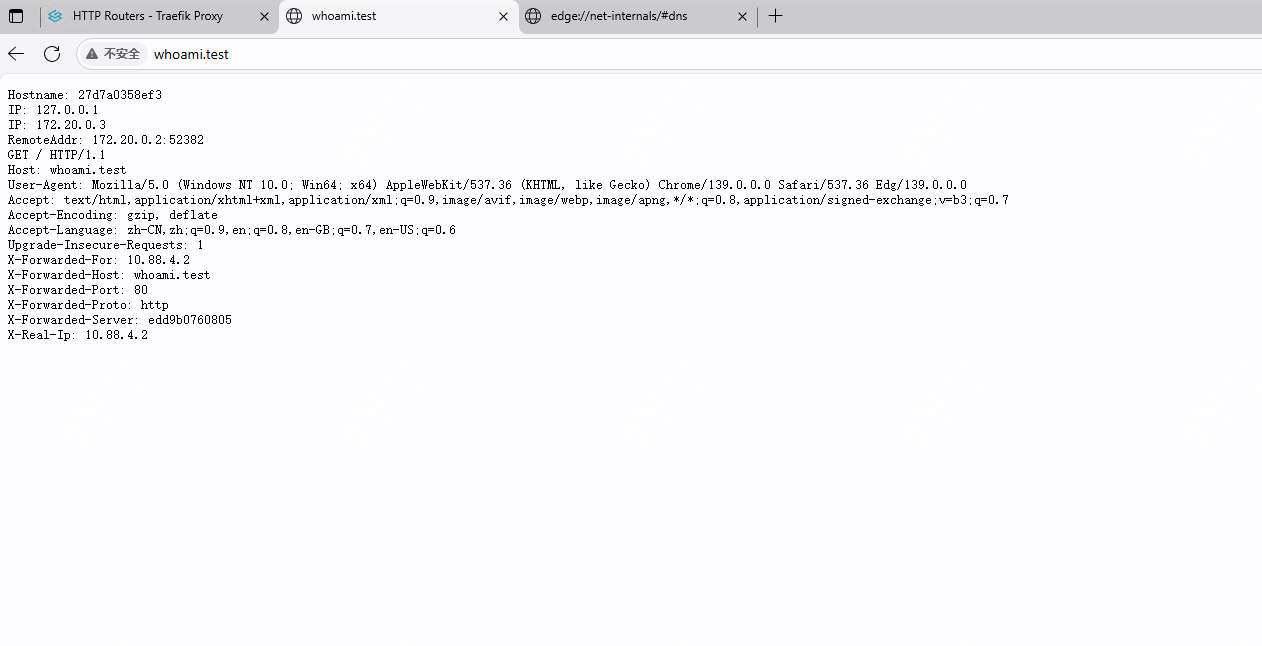 HTTP Routers - Traefik Proxy
whoami.test
edge://net-internals/#dns
不安全 whoami.test
Hostname: 27d7a0358ef3
IP: 127.0.0.1
IP: 172.20.0.3
RemoteAddr: 172.20.0.2:52382
GET / HTTP/1.1
Host: whoami.test
User-Agent: Mozilla/5.0 (Windows NT 10.0; Win64; x64) AppleWebKit/537.36 (KHTML, like Gecko) Chrome/139.0.0.0 Safari/537.36 Edg/139.0.0.0
Accept: text/html,application/xhtml+xml,application/xml;q=0.9,image/avif,image/webp,image/apng,*/*;q=0.8,application/signed-exchange;v=b3;q=0.7
Accept-Encoding: gzip, deflate
Accept-Language: zh-CN,zh;q=0.9,en;q=0.8,en-GB;q=0.7,en-US;q=0.6
Upgrade-Insecure-Requests: 1
X-Forwarded-For: 10.88.4.2
X-Forwarded-Host: whoami.test
X-Forwarded-Port: 80
X-Forwarded-Proto: http
X-Forwarded-Server: edd9b0760805
X-Real-Ip: 10.88.4.2